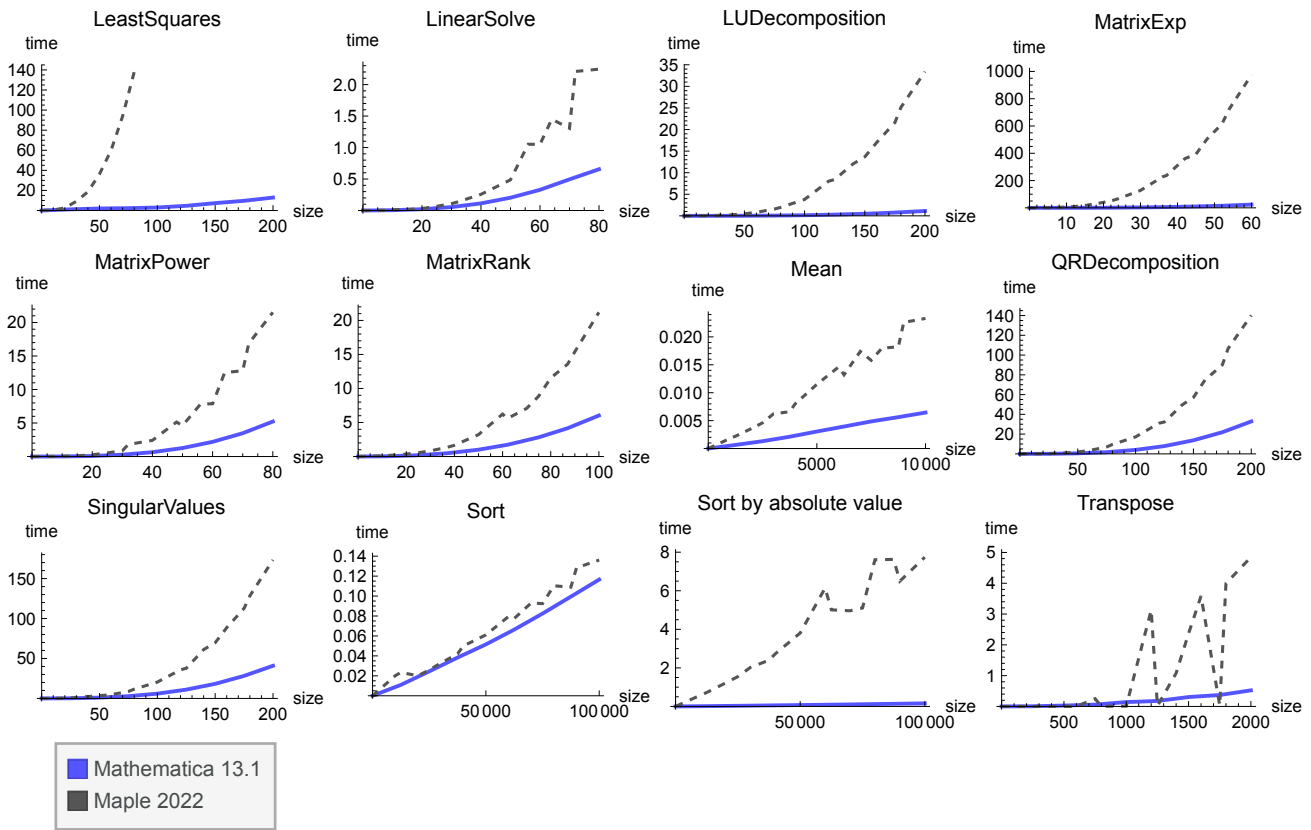 LeastSquares
time
140
120
100
80
60
40
20
50
100
150
200
size
LinearSolve
time
2.0
1.5
1.0
0.5
20
40
60
80
size
LUDecomposition
time
35
30
25
20
15
10
5
50
100
150
200
size
MatrixExp
time
1000
800
600
400
200
10
20
30
40
50
60
size
MatrixPower
time
20
15
10
5
20
40
60
80
size
MatrixRank
time
20
15
10
5
20
40
60
80
100
size
Mean
time
0.020
0.015
0.010
0.005
5000
10 000
size
QRDecomposition
time
140
120
100
80
60
40
20
50
100
150
200
size
SingularValues
time
150
100
50
50
100
150
200
size
Sort
time
0.14
0.12
0.10
0.08
0.06
0.04
0.02
50 000
100 000
size
Sort by absolute value
time
8
6
4
2
50 000
100 000
size
Transpose
time
5
4
3
2
1
500
1000
1500
2000
size
Mathematica 13.1
Maple 2022